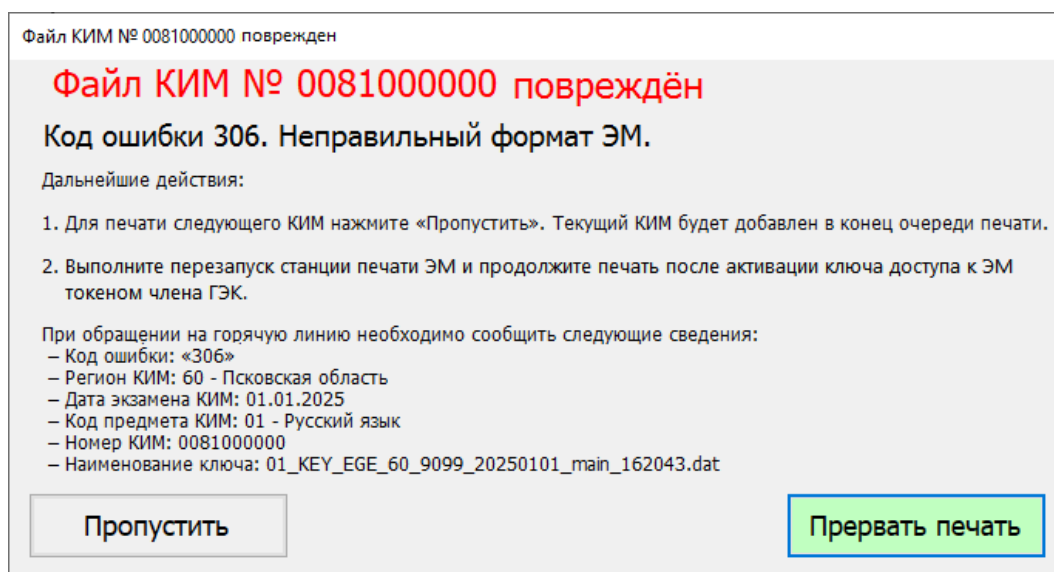 Файл КИМ № 0081000000 поврежден
Файл КИМ № 0081000000 повреждён
Код ошибки 306. Неправильный формат ЭМ.
Дальнейшие действия:
1. Для печати следующего КИМ нажмите «Пропустить». Текущий КИМ будет добавлен в конец очереди печати.
2. Выполните перезапуск станции печати ЭМ и продолжите печать после активации ключа доступа к ЭМ
токеном члена ГЭК.
При обращении на горячую линию необходимо сообщить следующие сведения:
– Код ошибки: «306»
– Регион КИМ: 60 - Псковская область
– Дата экзамена КИМ: 01.01.2025
– Код предмета КИМ: 01 - Русский язык
– Номер КИМ: 0081000000
– Наименование ключа: 01_KEY_EGE_60_9099_20250101_main_162043.dat
Пропустить
Прервать печать